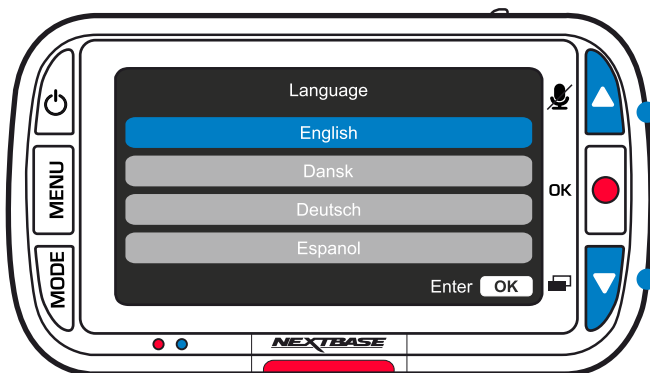 Language
English
Dansk
Deutsch
Espanol
Enter OK
MENU
MODE
OK
NEXTBASE